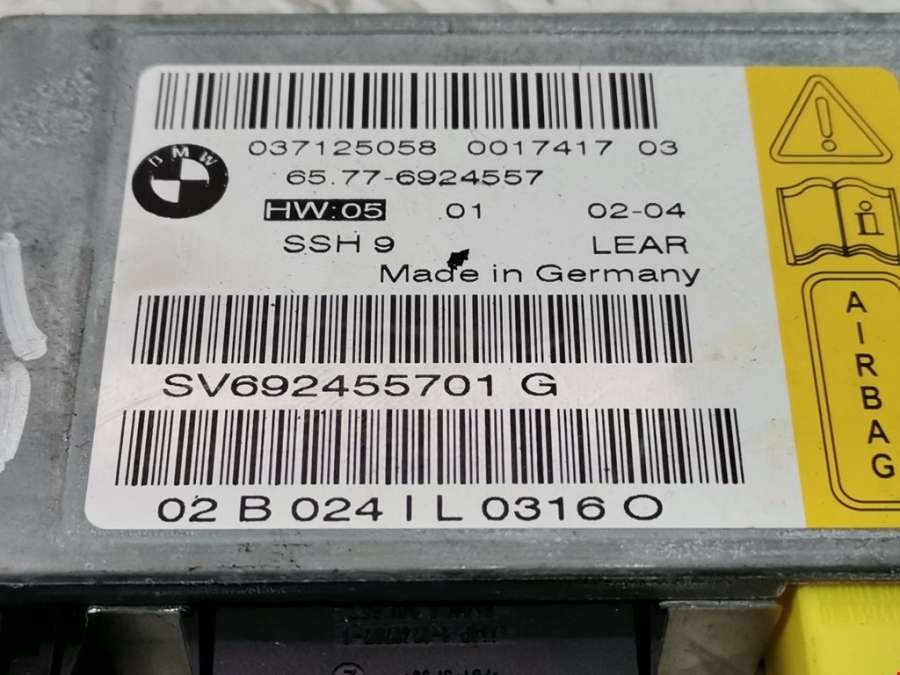 037125058 0017417 03
BMW
65.77-6924557
HW:05 01 02-04
SSH 9 LEAR
Made in Germany
SV692455701 G
02 B 024 I L 0316 O
AIRBAG